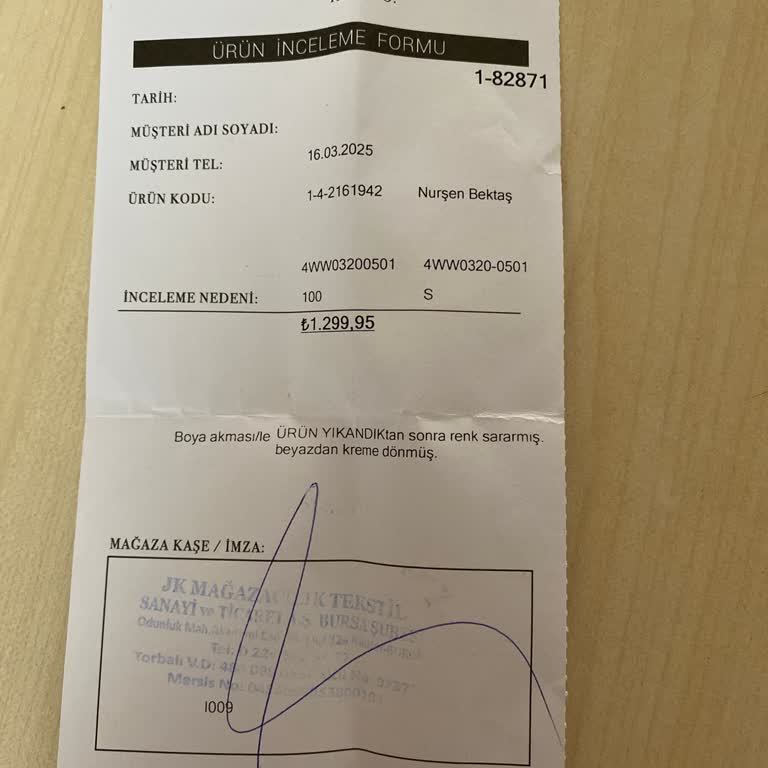 ÜRÜN İNCELEME FORMU
1-82871
TARİH:
MÜŞTERİ ADI SOYADI:
MÜŞTERİ TEL: 16.03.2025
ÜRÜN KODU: 1-4-2161942 Nurşen Bektaş
4WW03200501 4WW0320-0501
İNCELEME NEDENİ: 100 S
₺1.299,95
Boya akması/le ÜRÜN YIKANDIKtan sonra renk sararmış.
beyazdan kreme dönmüş.
MAĞAZA KAŞE / İMZA:
JK MAĞAZACILIK TEKSTİL
SANAYİ ve TİCARET A.Ş. BURSA ŞUBESİ
Odunluk Mah.
Torbalı V.D:
Mersis No:
I009